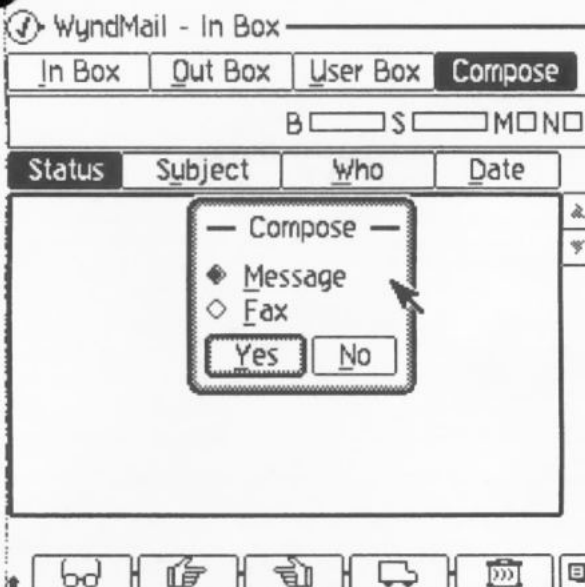 WyndMail - In Box
In Box Out Box User Box Compose
B S M N
Status Subject Who Date
Compose
Message
Fax
Yes No